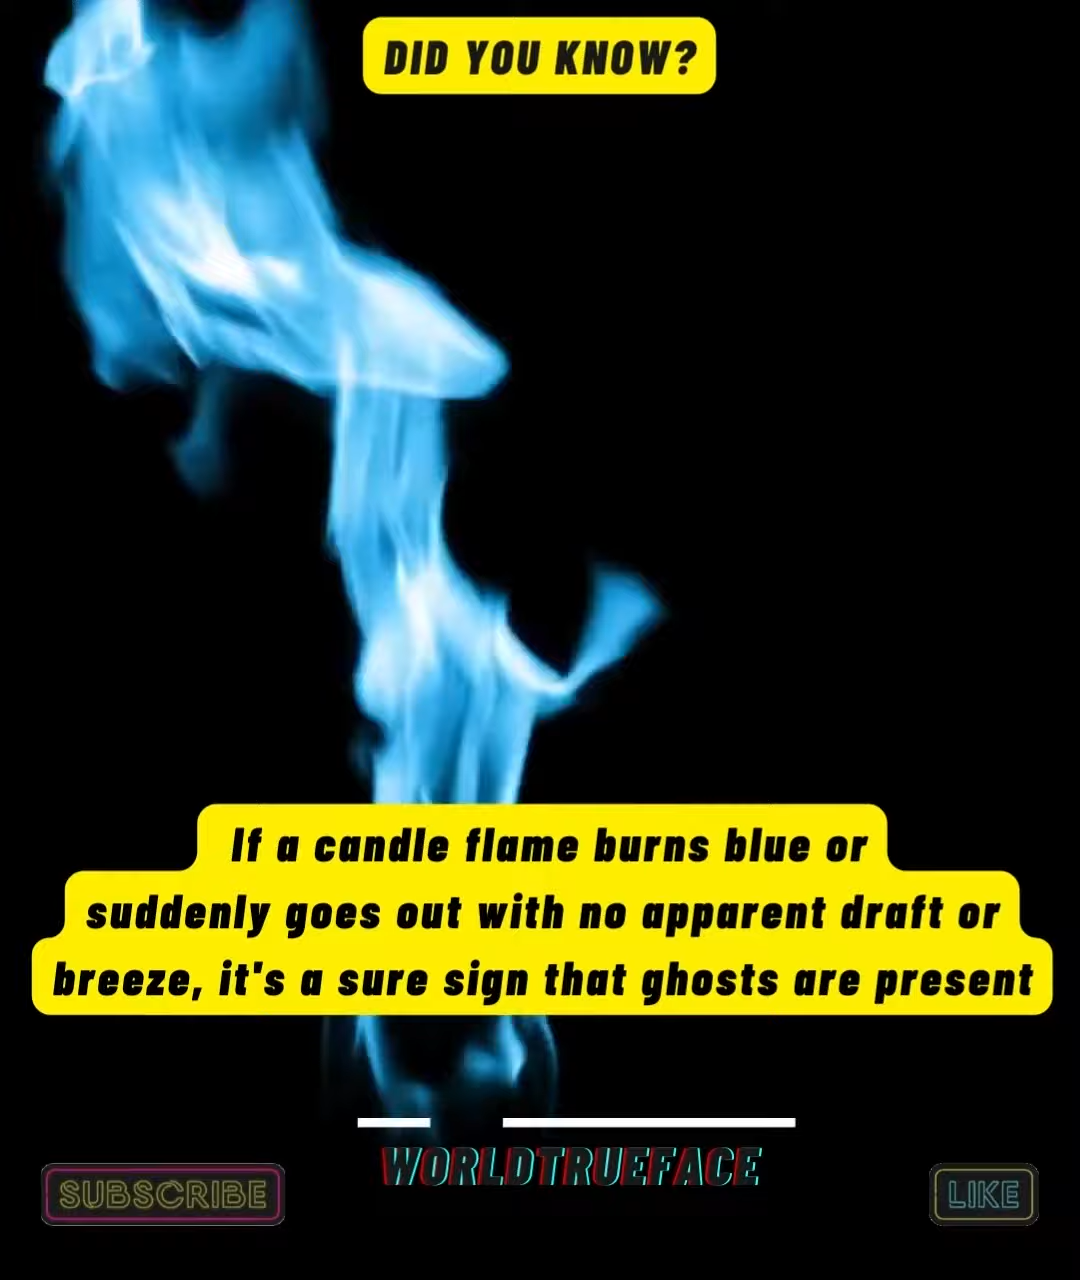 DID YOU KNOW?
If a candle flame burns blue or
suddenly goes out with no apparent draft or
breeze, it's a sure sign that ghosts are present
WORLDTRUEFACE
SUBSCRIBE
LIKE